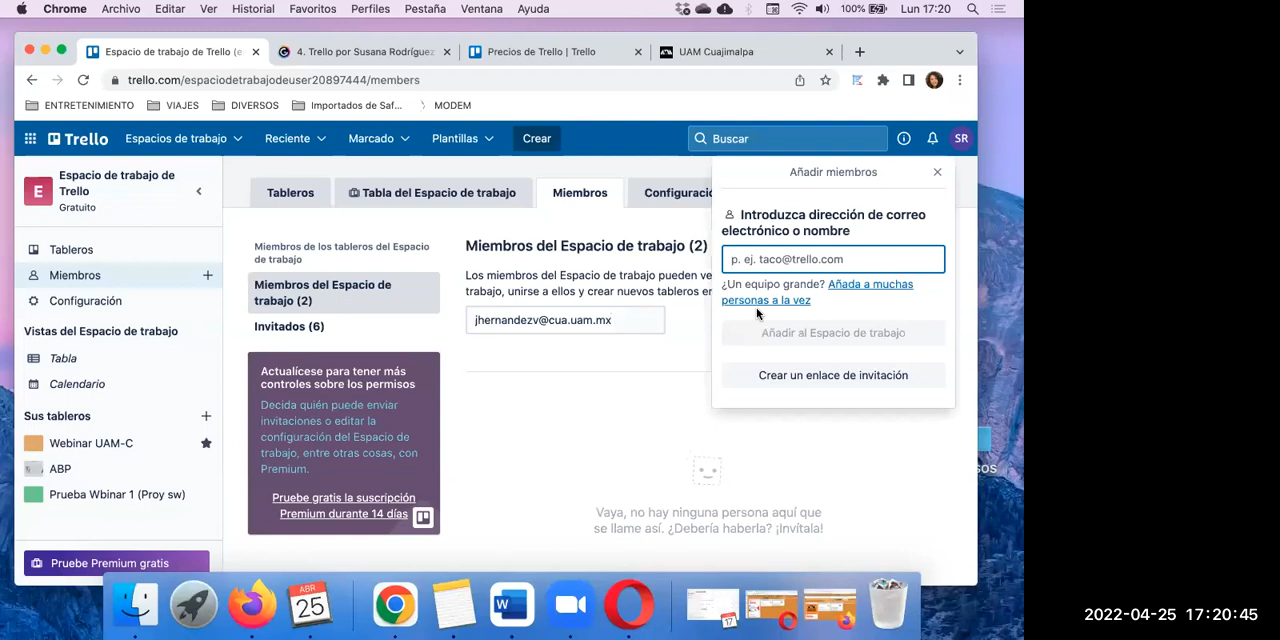 Chrome Archivo Editar Ver Historial Favoritos Perfiles Pestaña Ventana Ayuda 100% Lun 17:20
Espacio de trabajo de Trello (e 4. Trello por Susana Rodríguez Precios de Trello | Trello UAM Cuajimalpa
trello.com/espaciodetrabajodeuser20897444/members
ENTRETENIMIENTO VIAJES DIVERSOS Importados de Saf... MODEM
Trello Espacios de trabajo Reciente Marcado Plantillas Crear Buscar SR
E
Espacio de trabajo de
Trello
Gratuito
Tableros
Miembros
Configuración
Vistas del Espacio de trabajo
Tabla
Calendario
Sus tableros
Webinar UAM-C
ABP
Prueba Wbinar 1 (Proy sw)
Pruebe Premium gratis
Tableros Tabla del Espacio de trabajo Miembros Configuració
Miembros de los tableros del Espacio
de trabajo
Miembros del Espacio de
trabajo (2)
Invitados (6)
Actualícese para tener más
controles sobre los permisos
Decida quién puede enviar
invitaciones o editar la
configuración del Espacio de
trabajo, entre otras cosas, con
Premium.
Pruebe gratis la suscripción
Premium durante 14 días
Miembros del Espacio de trabajo (2)
Los miembros del Espacio de trabajo pueden ve
trabajo, unirse a ellos y crear nuevos tableros en
jhernandezv@cua.uam.mx
Vaya, no hay ninguna persona aquí que
se llame así. ¿Debería haberla? ¡Invítala!
Añadir miembros
Introduzca dirección de correo
electrónico o nombre
p. ej. taco@trello.com
¿Un equipo grande? Añada a muchas
personas a la vez
Añadir al Espacio de trabajo
Crear un enlace de invitación
SOS
ABR
25
W
17
2022-04-25 17:20:45